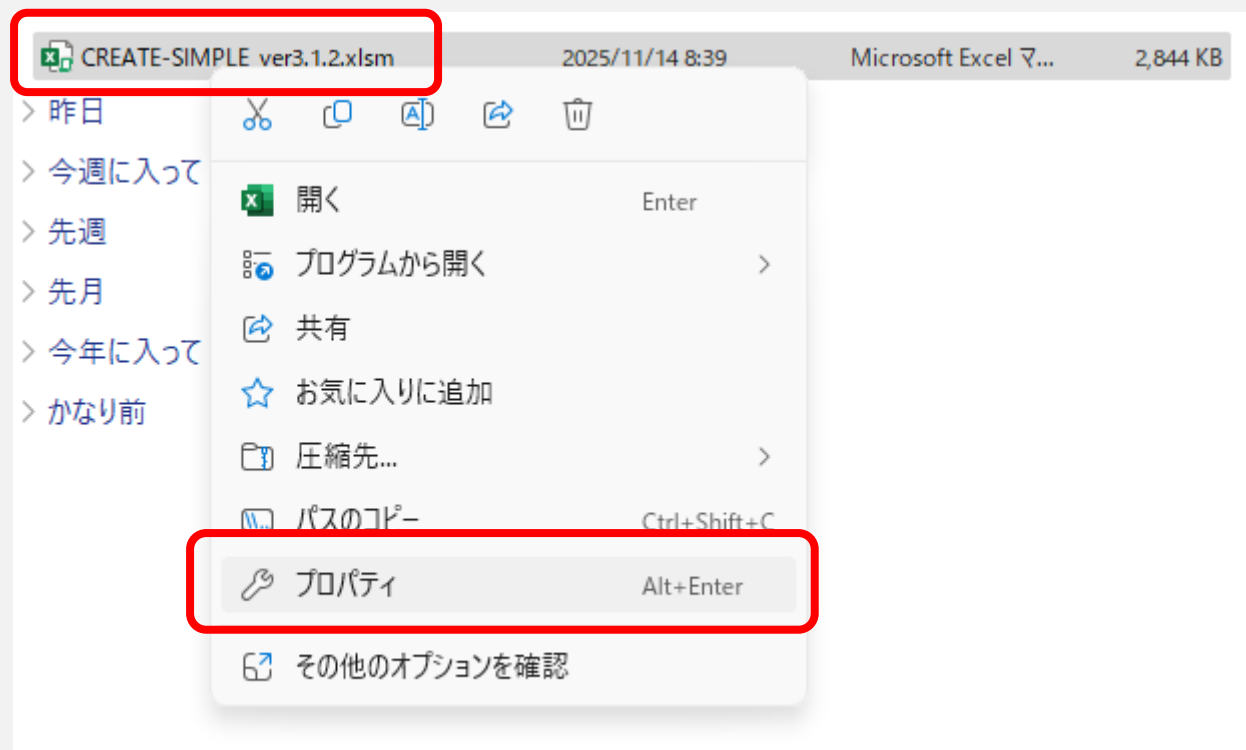 CREATE-SIMPLE ver3.1.2.xlsm 2025/11/14 8:39 Microsoft Excel マ... 2,844 KB
昨日
今週に入って
先週
先月
今年に入って
かなり前
開く Enter
プログラムから開く
共有
お気に入りに追加
圧縮先...
パスのコピー Ctrl+Shift+C
プロパティ Alt+Enter
その他のオプションを確認